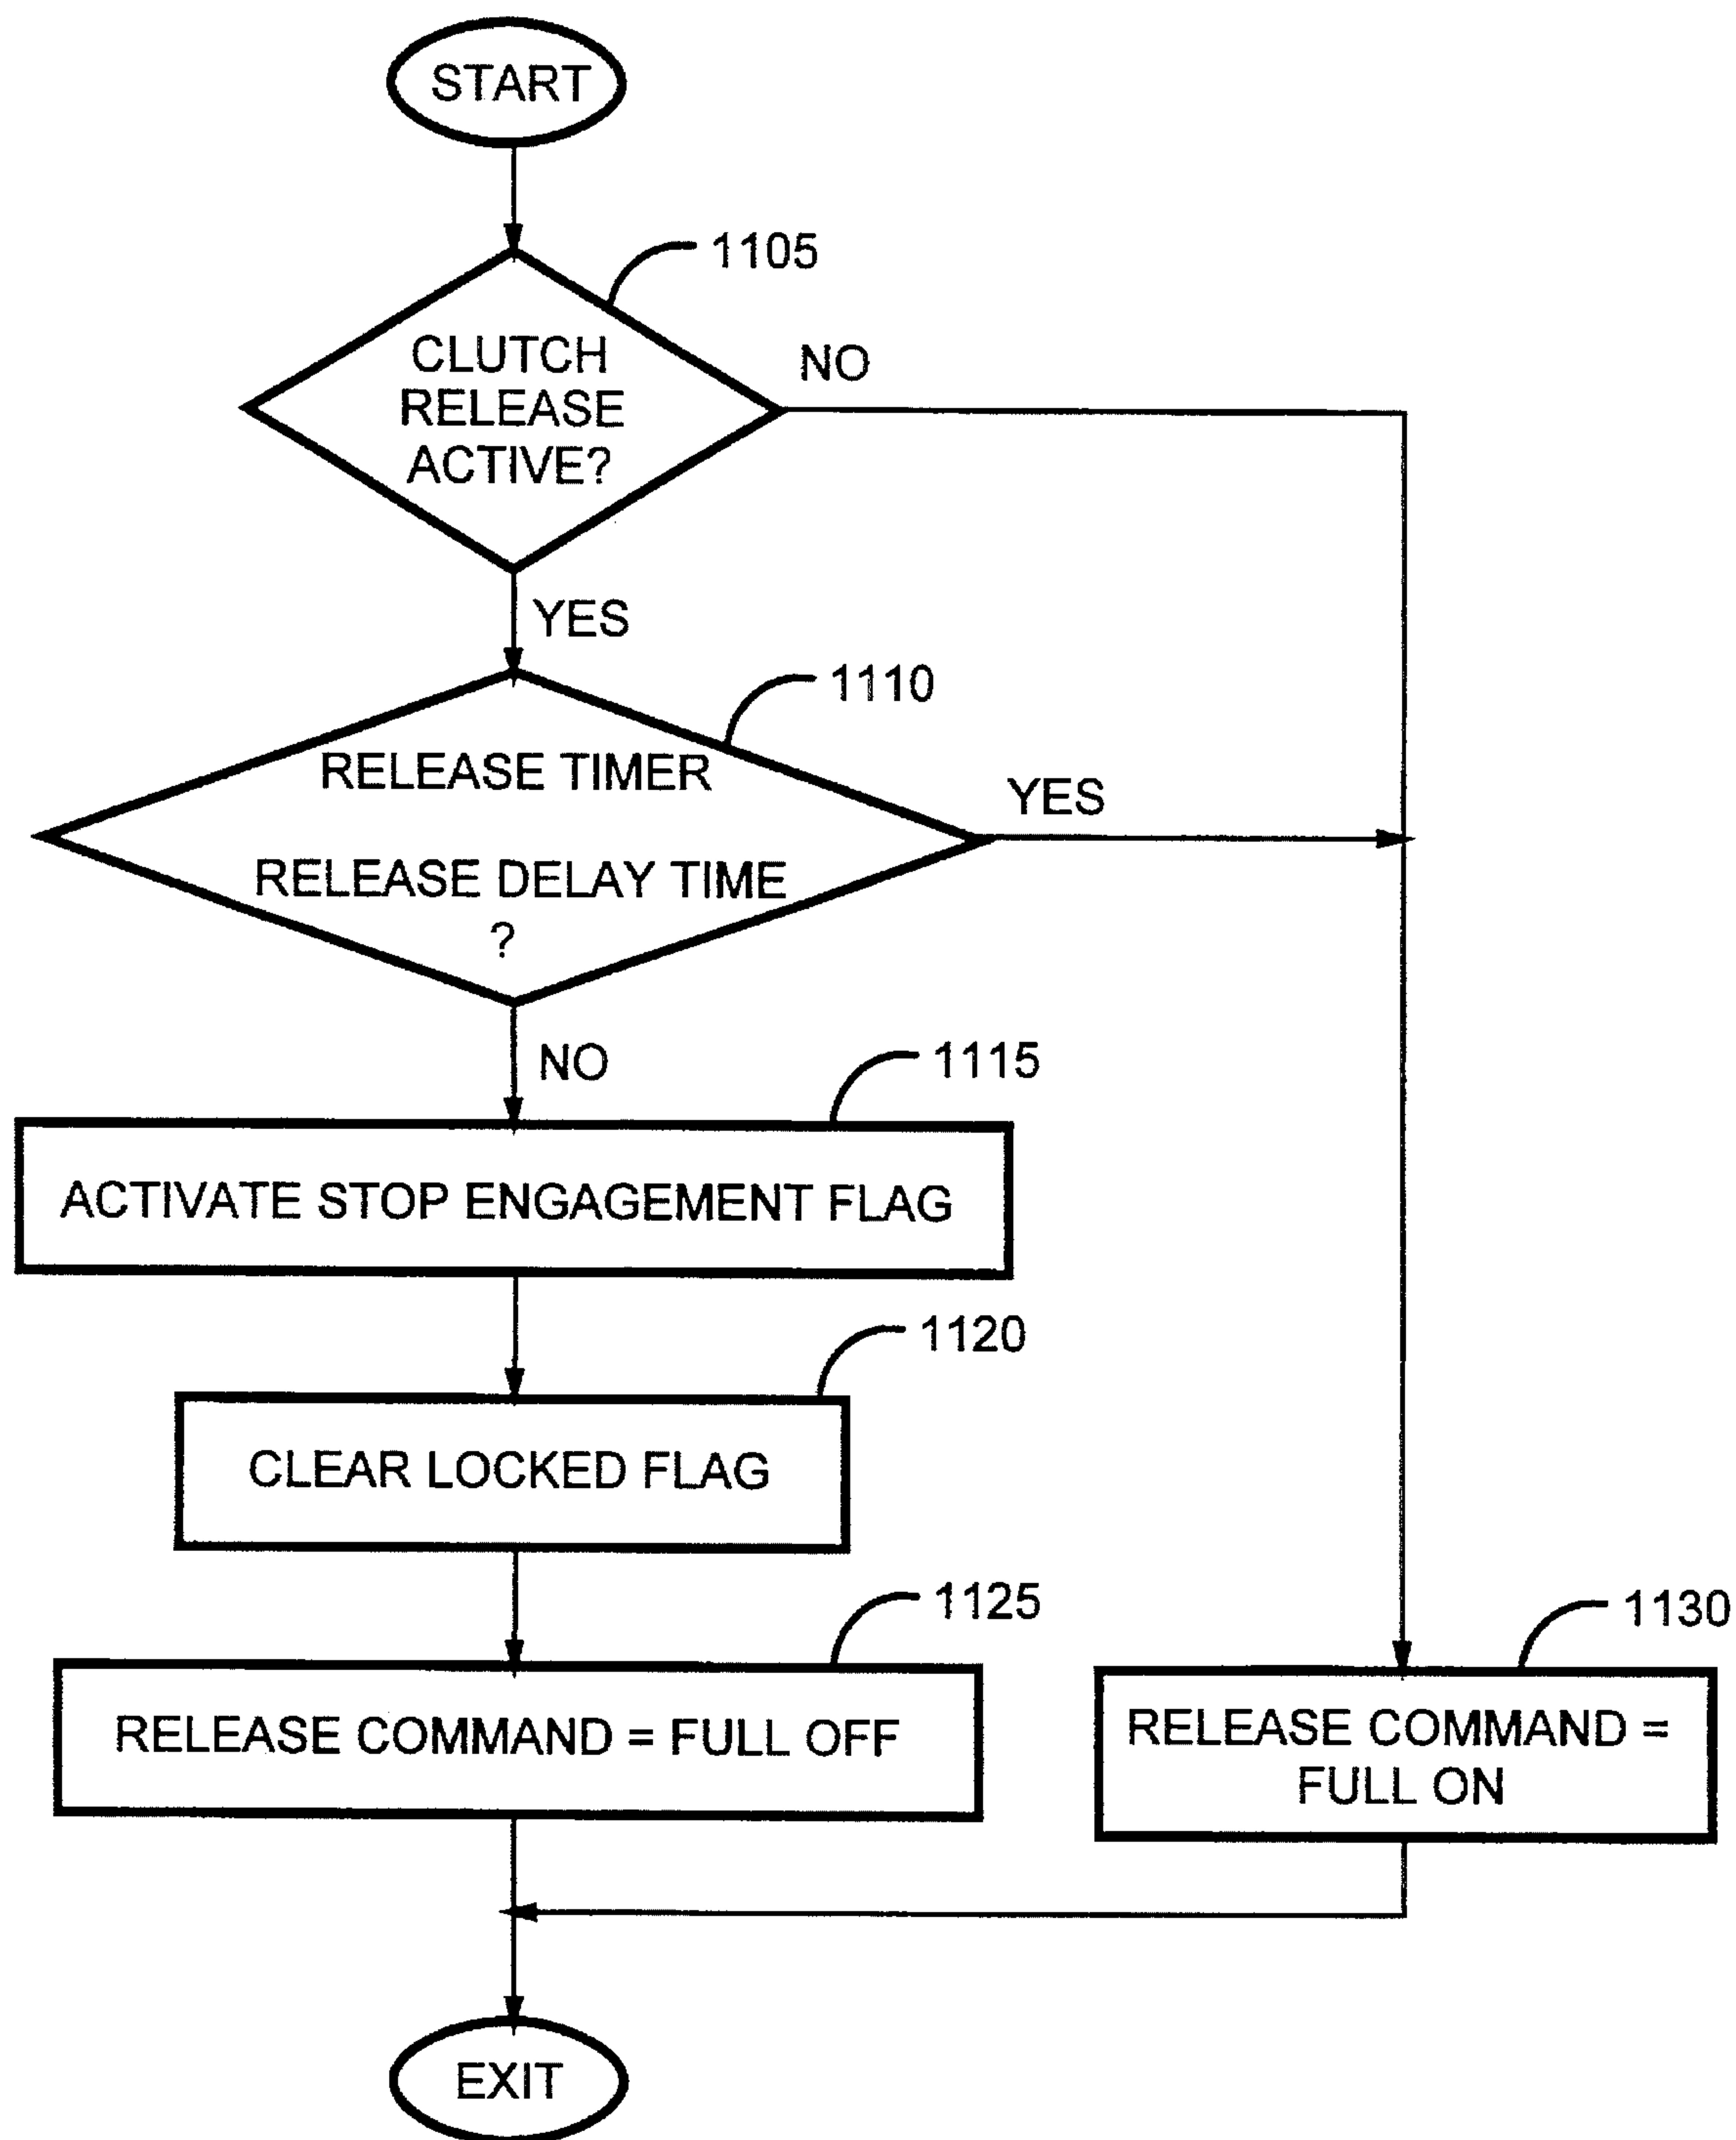 START
1105
CLUTCH
RELEASE
ACTIVE?
NO
YES
1110
RELEASE TIMER
RELEASE DELAY TIME
?
YES
NO
1115
ACTIVATE STOP ENGAGEMENT FLAG
1120
CLEAR LOCKED FLAG
1125
RELEASE COMMAND = FULL OFF
1130
RELEASE COMMAND =
FULL ON
EXIT